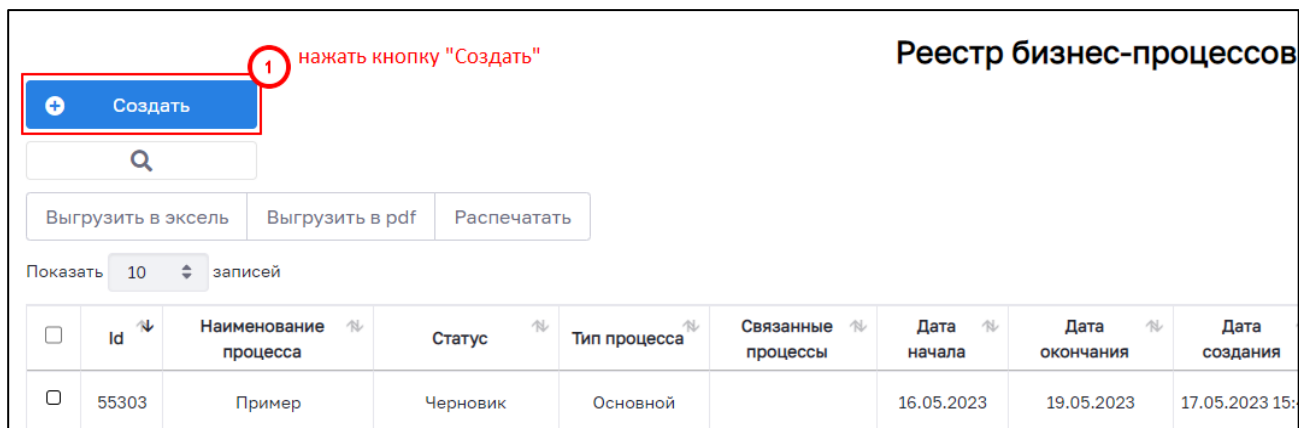 нажать кнопку "Создать"
1
Реестр бизнес-процессов
Создать
Выгрузить в эксель Выгрузить в pdf Распечатать
Показать 10 записей
Id Наименование процесса Статус Тип процесса Связанные процессы Дата начала Дата окончания Дата создания
55303 Пример Черновик Основной 16.05.2023 19.05.2023 17.05.2023 15: